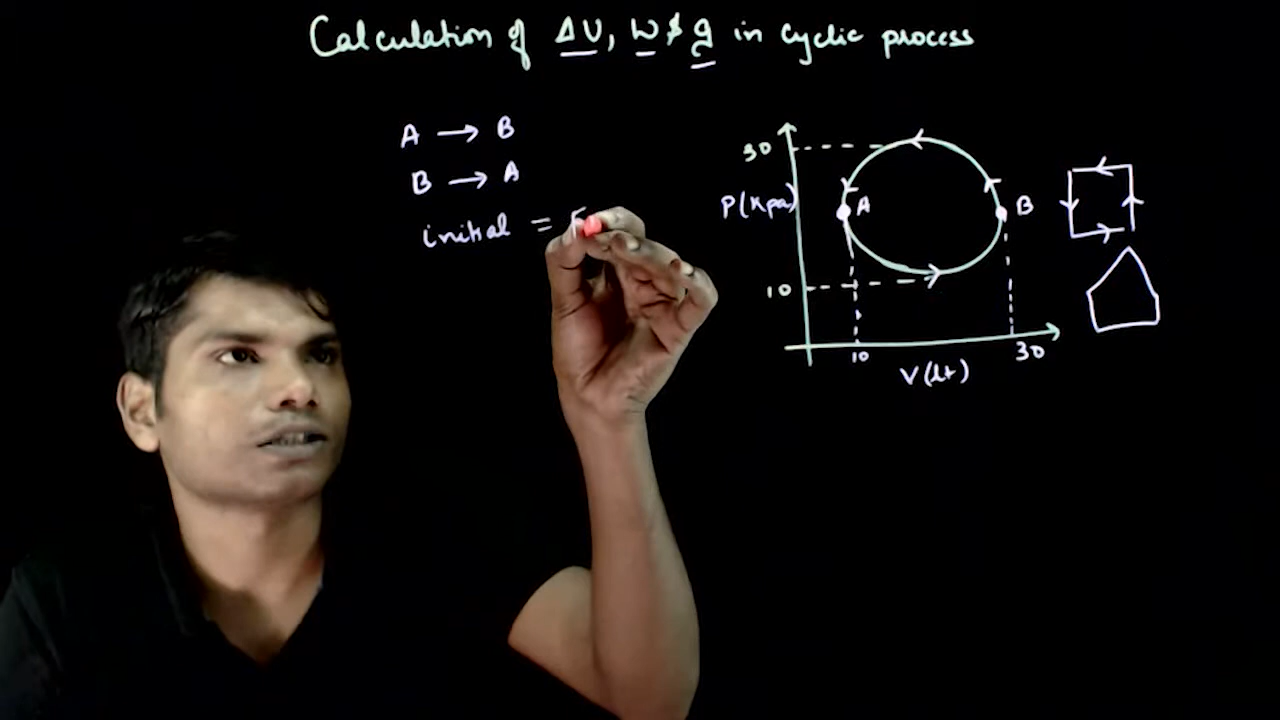 Calculation of ΔU, W & q in cyclic process
A → B
B → A
initial = F
30
P(Kpa)
A
B
10
10
30
V(lt)